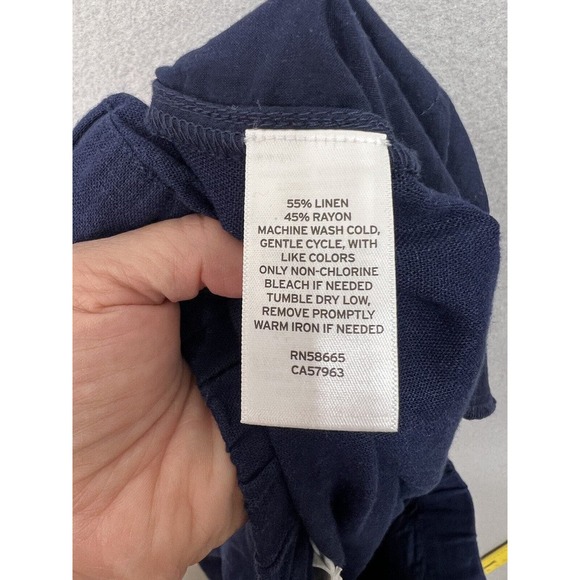 55% LINEN
45% RAYON
MACHINE WASH COLD,
GENTLE CYCLE, WITH
LIKE COLORS
ONLY NON-CHLORINE
BLEACH IF NEEDED
TUMBLE DRY LOW,
REMOVE PROMPTLY
WARM IRON IF NEEDED
RN58665
CA57963